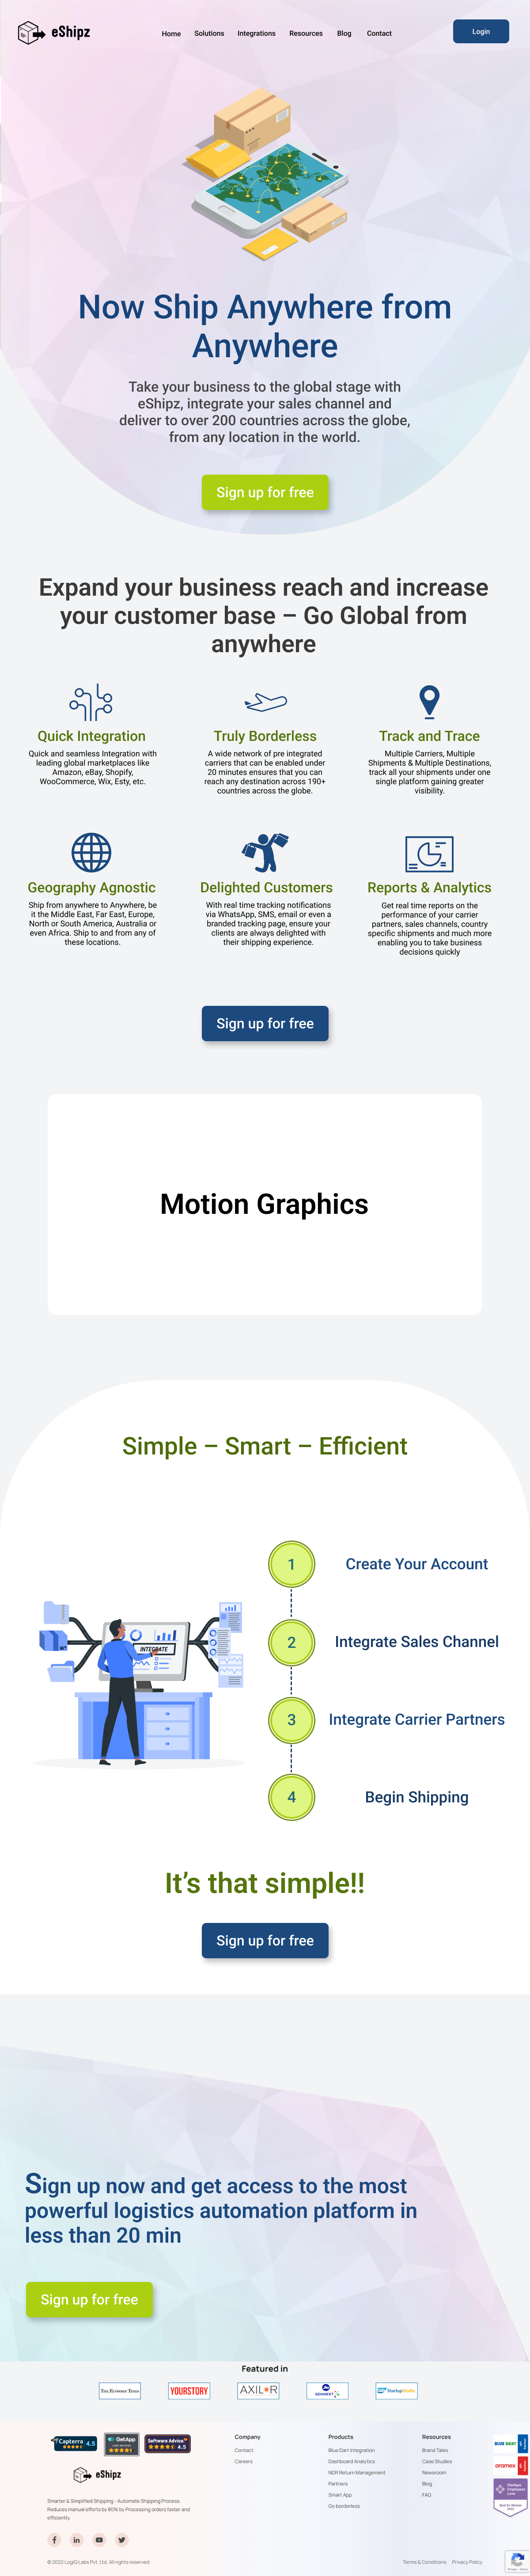 eShipz
Home Solutions Integrations Resources Blog Contact
Login
Now Ship Anywhere from
Anywhere
Take your business to the global stage with
eShipz, integrate your sales channel and
deliver to over 200 countries across the globe,
from any location in the world.
Sign up for free
Expand your business reach and increase
your customer base – Go Global from
anywhere
Quick Integration
Quick and seamless Integration with
leading global marketplaces like
Amazon, eBay, Shopify,
WooCommerce, Wix, Esty, etc.
Truly Borderless
A wide network of pre integrated
carriers that can be enabled under
20 minutes ensures that you can
reach any destination across 190+
countries across the globe.
Track and Trace
Multiple Carriers, Multiple
Shipments & Multiple Destinations,
track all your shipments under one
single platform gaining greater
visibility.
Geography Agnostic
Ship from anywhere to Anywhere, be
it the Middle East, Far East, Europe,
North or South America, Australia or
even Africa. Ship to and from any of
these locations.
Delighted Customers
With real time tracking notifications
via WhatsApp, SMS, email or even a
branded tracking page, ensure your
clients are always delighted with
their shipping experience.
Reports & Analytics
Get real time reports on the
performance of your carrier
partners, sales channels, country
specific shipments and much more
enabling you to take business
decisions quickly
Sign up for free
Motion Graphics
Simple – Smart – Efficient
INTEGRATE
1 Create Your Account
2 Integrate Sales Channel
3 Integrate Carrier Partners
4 Begin Shipping
It's that simple!!
Sign up for free
Sign up now and get access to the most
powerful logistics automation platform in
less than 20 min
Sign up for free
Featured in
THE ECONOMIC TIMES
YOURSTORY
AXILOR
GENNEXT
SAP StartupStudio
Capterra 4.5
GetApp
Software Advice 4.5
eShipz
Smarter & Simplified Shipping - Automate Shipping Process.
Reduces manual efforts by 80% by Processing orders faster and
efficiently.
Company
Contact
Careers
Products
Blue Dart Integration
Dashboard Analytics
NDR Return Management
Partners
Smart App
Go borderless
Resources
Brand Tales
Case Studies
Newsroom
Blog
FAQ
BLUE DART
aramex
Startups
Employees
Love
© 2022 LogIQ Labs Pvt. Ltd. All rights reserved
Terms & Conditions Privacy Policy